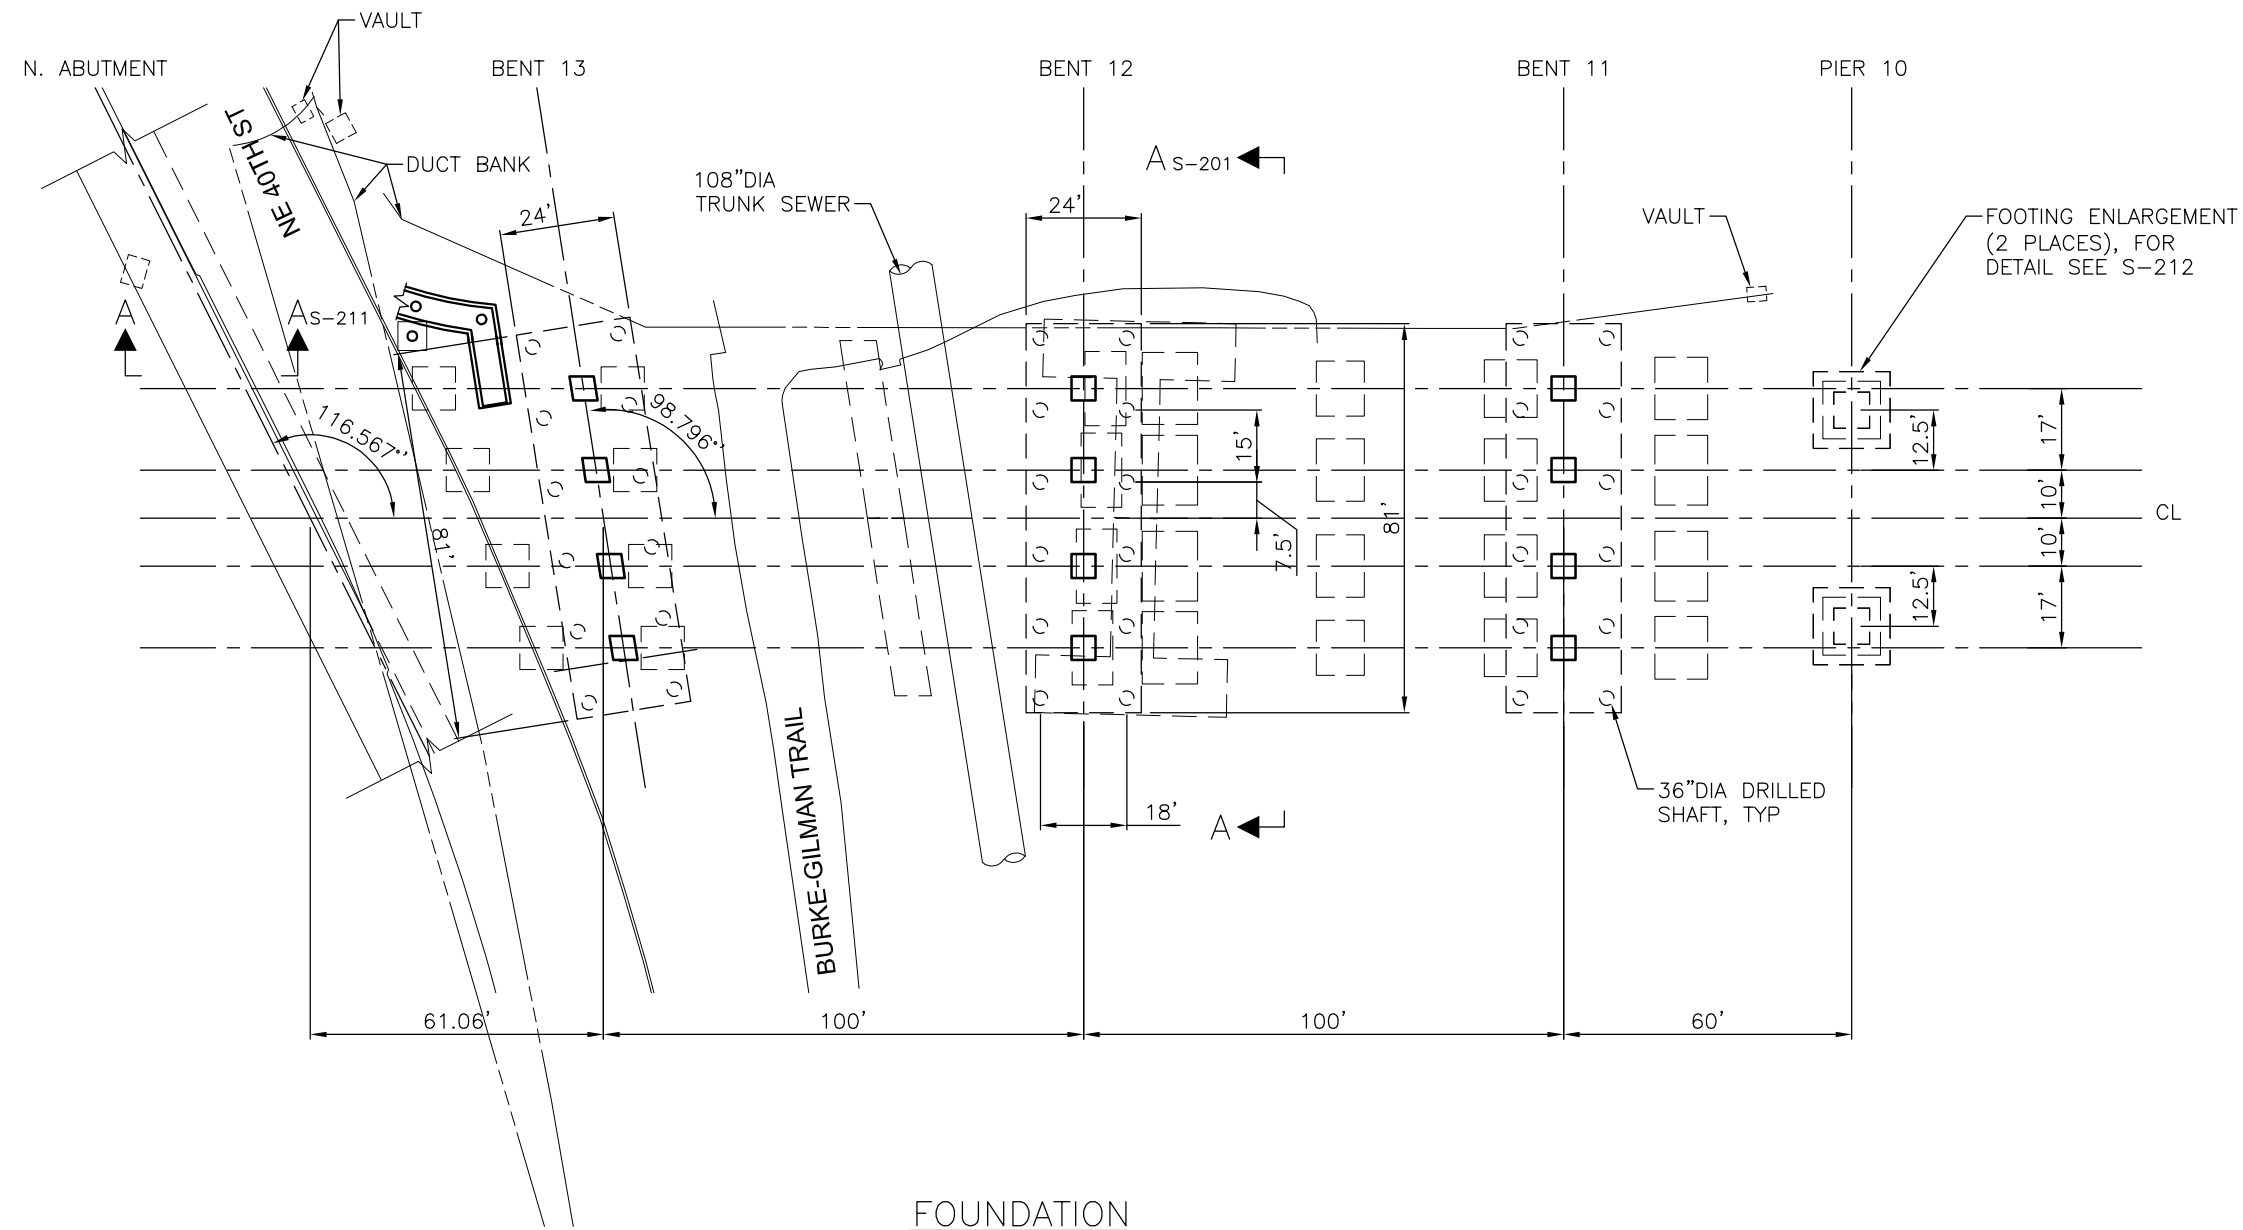 VAULT
N. ABUTMENT
BENT 13
BENT 12
BENT 11
PIER 10
NE 40TH ST
DUCT BANK
108"DIA
TRUNK SEWER
A S-201
24'
24'
VAULT
FOOTING ENLARGEMENT
(2 PLACES), FOR
DETAIL SEE S-212
A
A S-211
116.567°'
98.796°'
15'
12.5'
17'
81'
81'
7.5'
10'
CL
10'
12.5'
17'
BURKE-GILMAN TRAIL
18'
A
36"DIA DRILLED
SHAFT, TYP
61.06'
100'
100'
60'
FOUNDATION